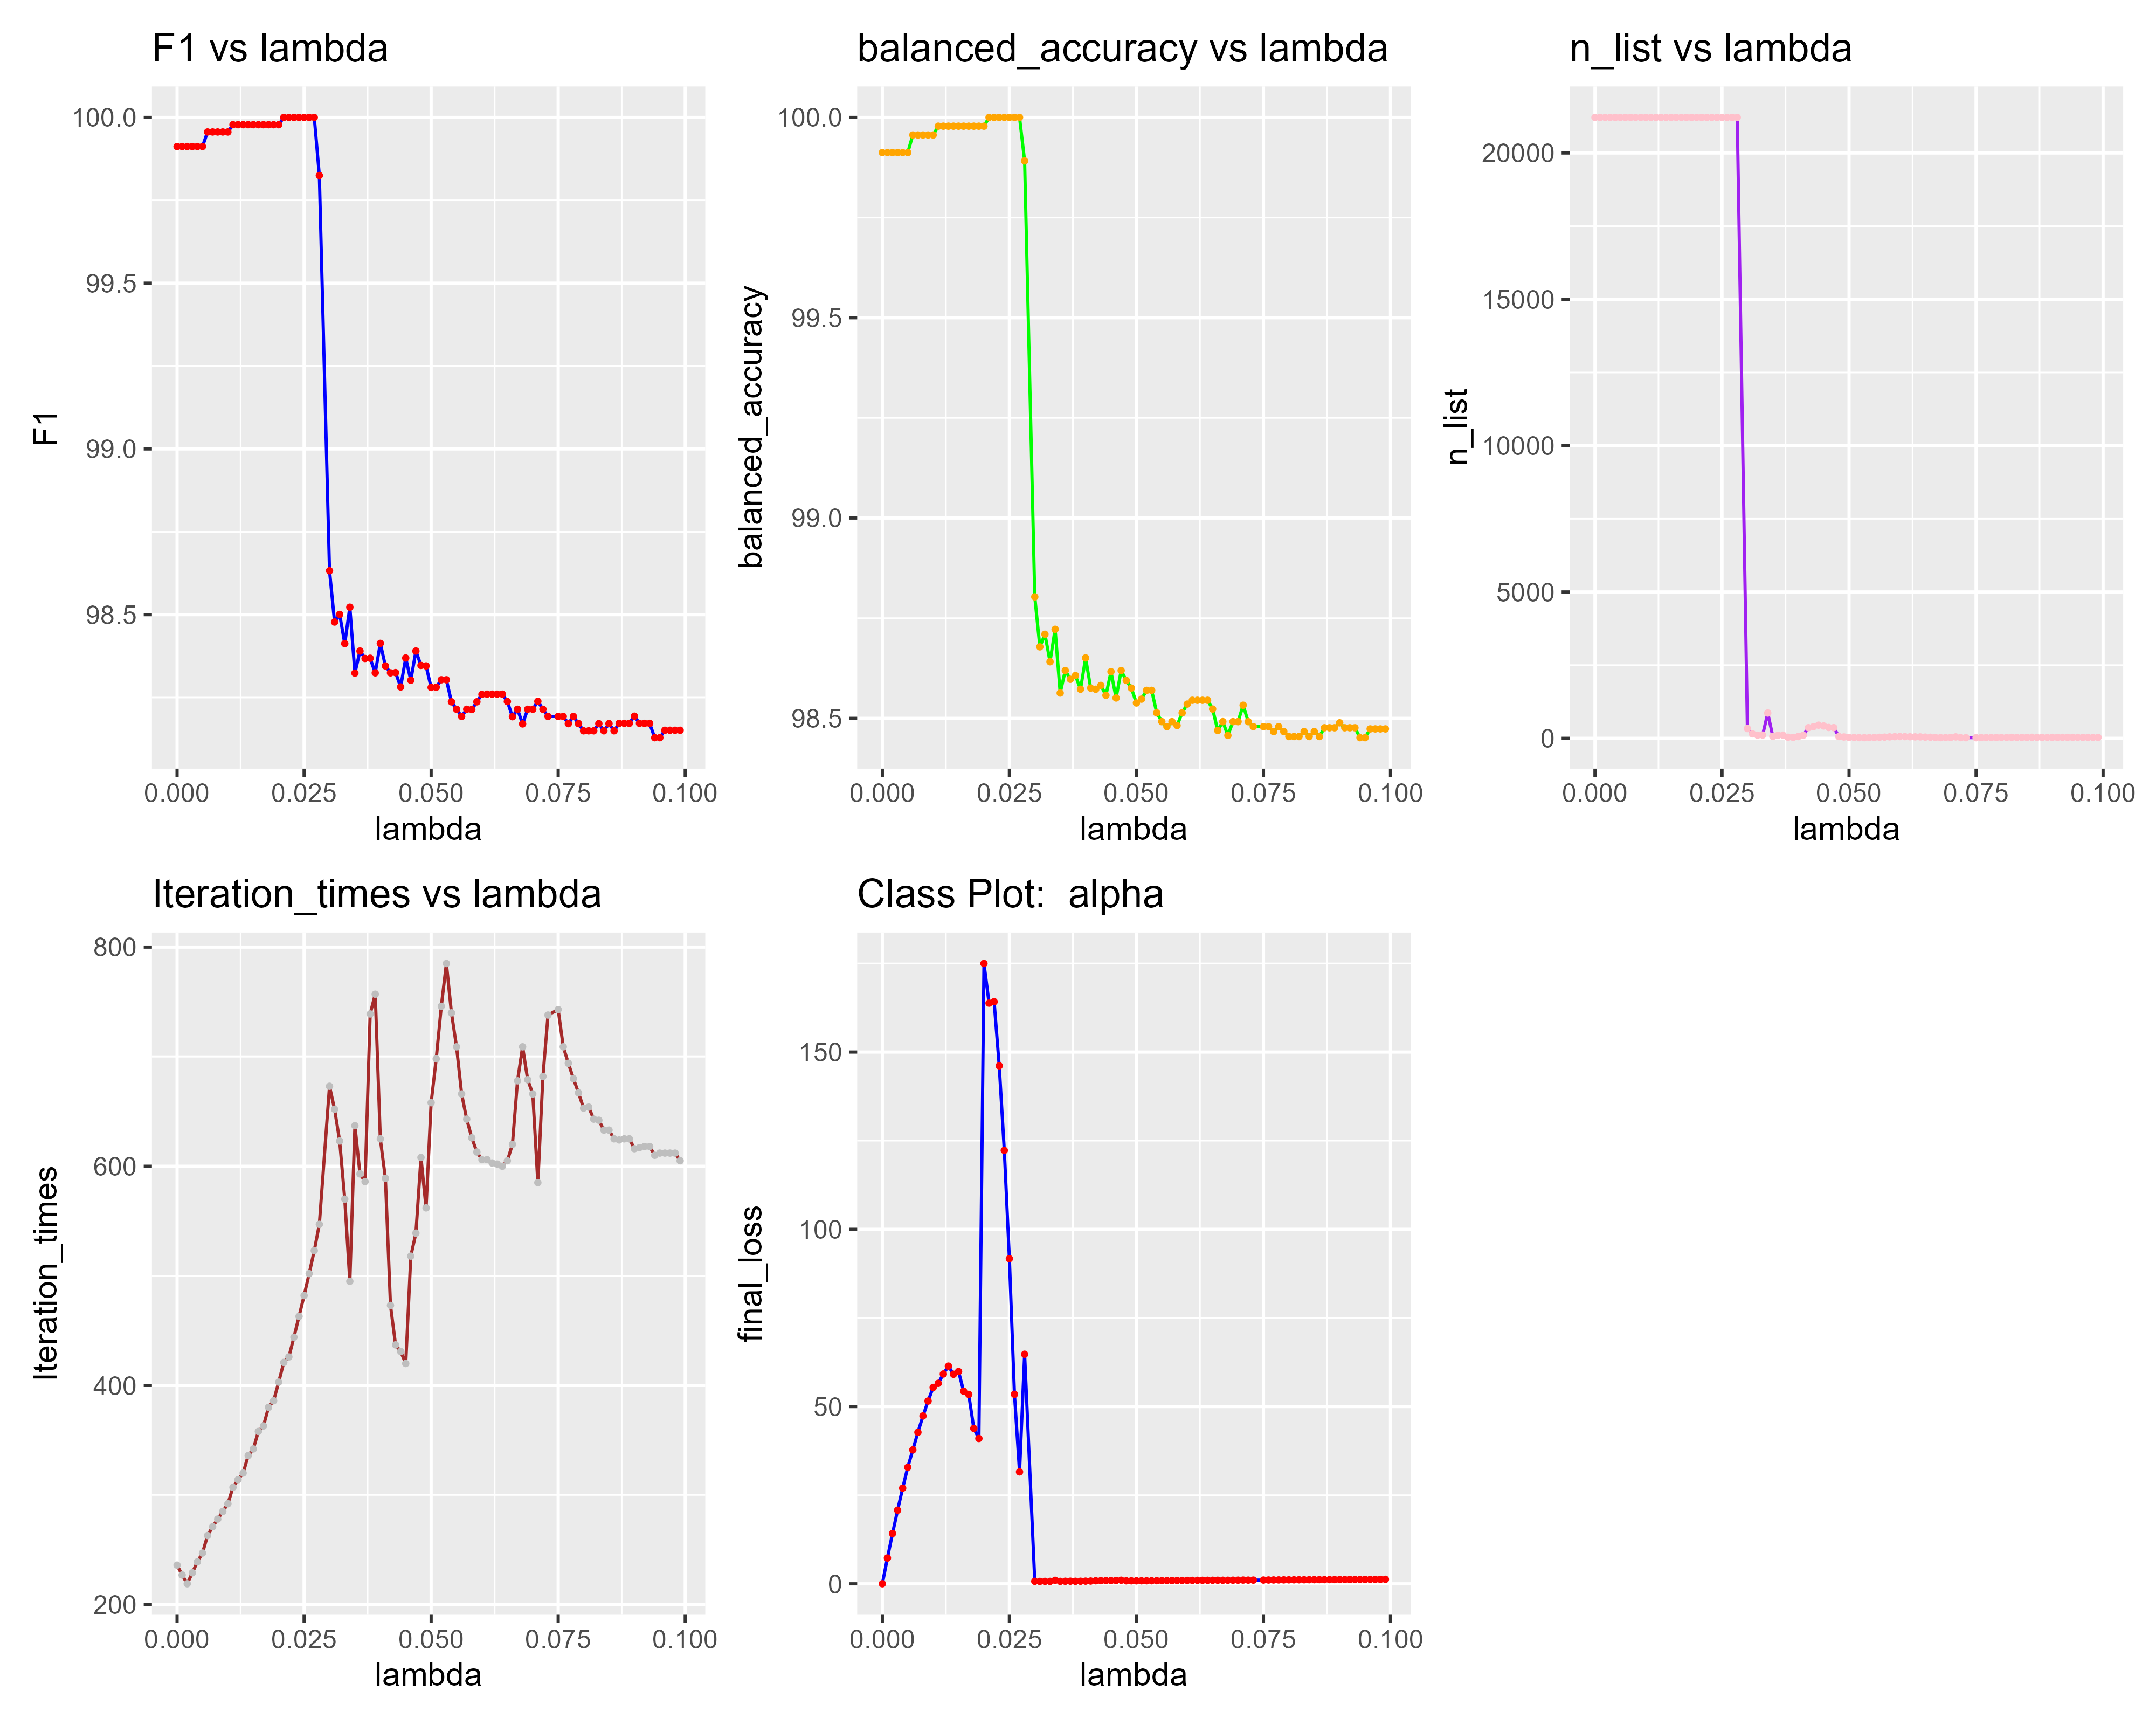 F1 vs lambda
100.0
99.5
99.0
98.5
F1
0.000 0.025 0.050 0.075 0.100
lambda
balanced_accuracy vs lambda
100.0
99.5
99.0
98.5
balanced_accuracy
0.000 0.025 0.050 0.075 0.100
lambda
n_list vs lambda
20000
15000
10000
5000
0
n_list
0.000 0.025 0.050 0.075 0.100
lambda
Iteration_times vs lambda
800
600
400
200
Iteration_times
0.000 0.025 0.050 0.075 0.100
lambda
Class Plot:  alpha
150
100
50
0
final_loss
0.000 0.025 0.050 0.075 0.100
lambda